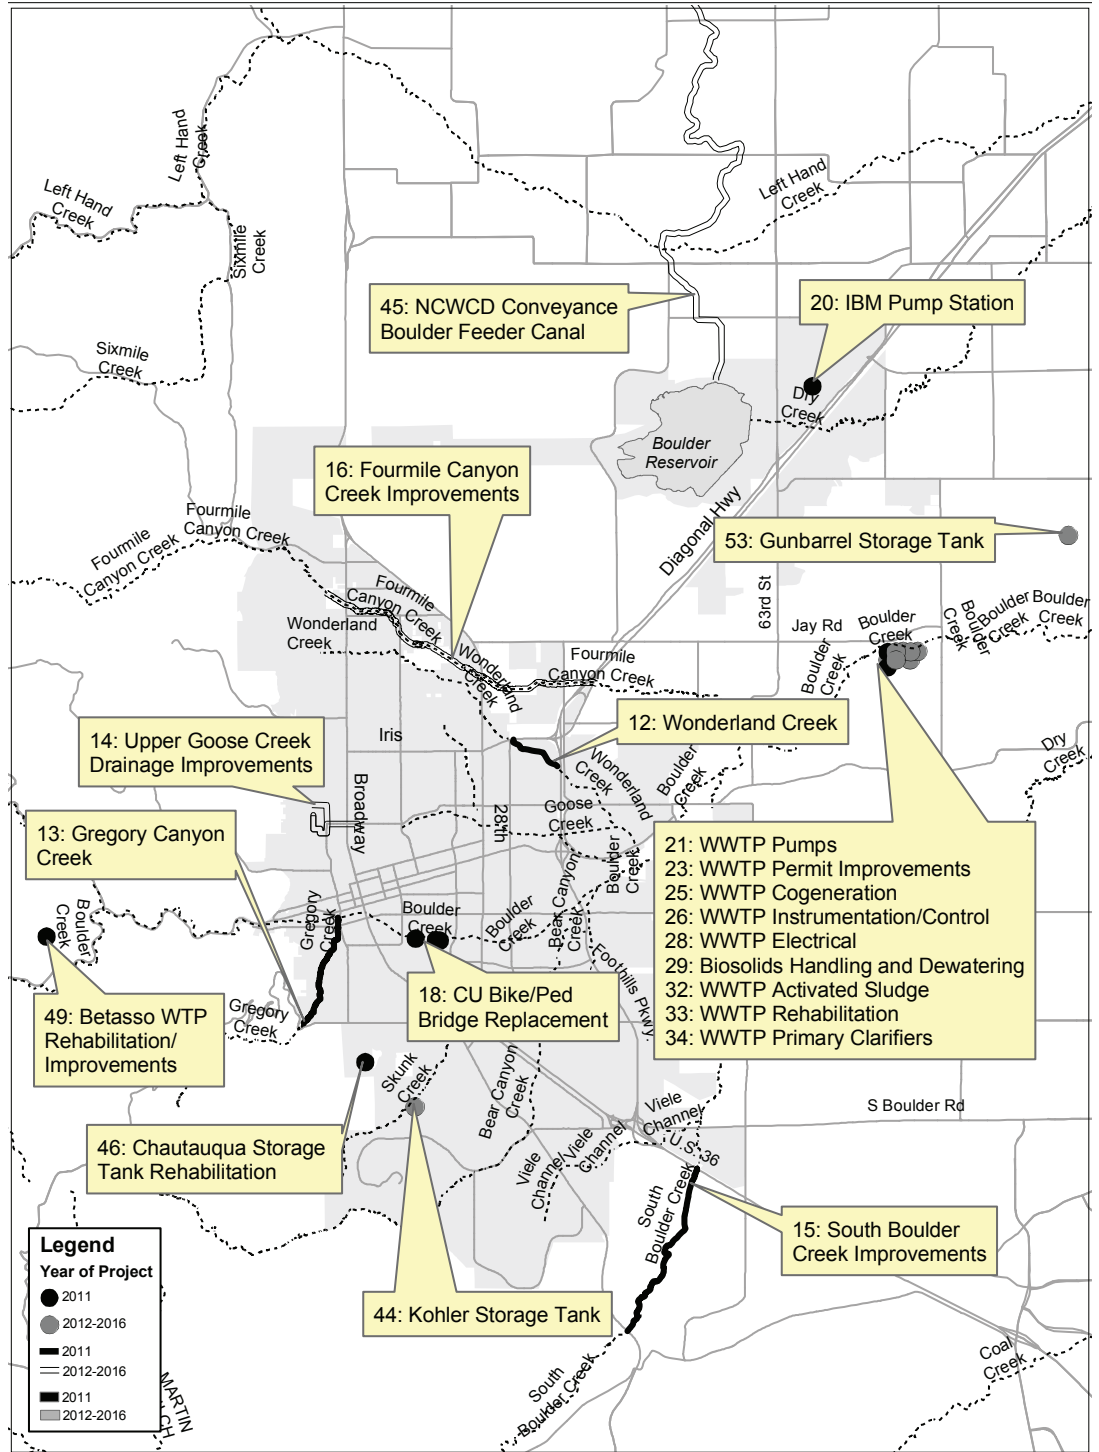 Left Hand
Creek
Left Hand
Creek
Sixmile
Creek
Left Hand
Creek
45: NCWCD Conveyance
Boulder Feeder Canal
20: IBM Pump Station
Sixmile
Creek
Dry
Creek
Boulder
Reservoir
16: Fourmile Canyon
Creek Improvements
Diagonal Hwy
Fourmile
Canyon Creek
Fourmile
Canyon Creek
53: Gunbarrel Storage Tank
63rd St
Fourmile
Canyon Creek
Wonderland
Creek
Wonderland
Creek
Fourmile
Canyon Creek
Jay Rd
Boulder
Creek
Boulder
Creek
Boulder
Creek
Boulder
Creek
Boulder
Creek
12: Wonderland Creek
14: Upper Goose Creek
Drainage Improvements
Iris
Wonderland
Creek
Boulder
Creek
Dry
Creek
Broadway
28th
Goose
Creek
13: Gregory Canyon
Creek
21: WWTP Pumps
23: WWTP Permit Improvements
25: WWTP Cogeneration
26: WWTP Instrumentation/Control
28: WWTP Electrical
29: Biosolids Handling and Dewatering
32: WWTP Activated Sludge
33: WWTP Rehabilitation
34: WWTP Primary Clarifiers
Boulder
Creek
Bear Canyon
Creek
Boulder
Creek
Gregory
Creek
Boulder
Creek
Boulder
Creek
Foothills Pkwy
49: Betasso WTP
Rehabilitation/
Improvements
Gregory
Creek
18: CU Bike/Ped
Bridge Replacement
Skunk
Creek
Bear Canyon
Creek
Viele
Channel
S Boulder Rd
46: Chautauqua Storage
Tank Rehabilitation
Viele
Channel
Viele
Channel
U.S. 36
South
Boulder Creek
15: South Boulder
Creek Improvements
44: Kohler Storage Tank
South
Boulder Creek
Coal
Creek
Legend
Year of Project
2011
2012-2016
2011
2012-2016
2011
2012-2016
MARTIN